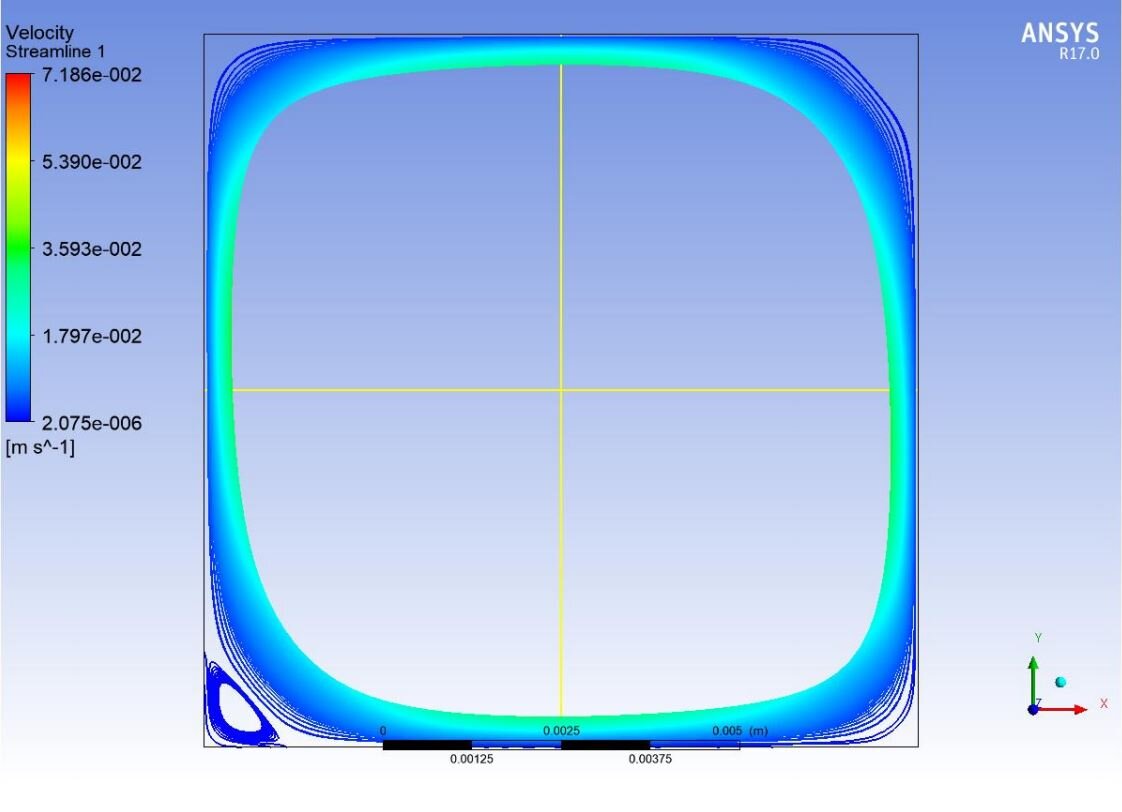 Velocity
Streamline 1
7.186e-002
5.390e-002
3.593e-002
1.797e-002
2.075e-006
[m s^-1]
ANSYS
R17.0
0 0.0025 0.005 (m)
0.00125 0.00375
Y
Z
X